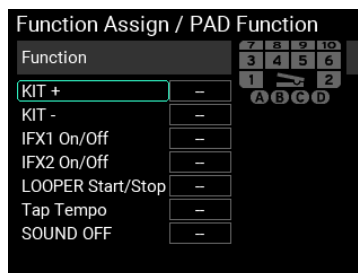 Function Assign / PAD Function
Function
7 8 9 10
3 4 5 6
1 2
A B C D
KIT + --
KIT - --
IFX1 On/Off --
IFX2 On/Off --
LOOPER Start/Stop --
Tap Tempo --
SOUND OFF --